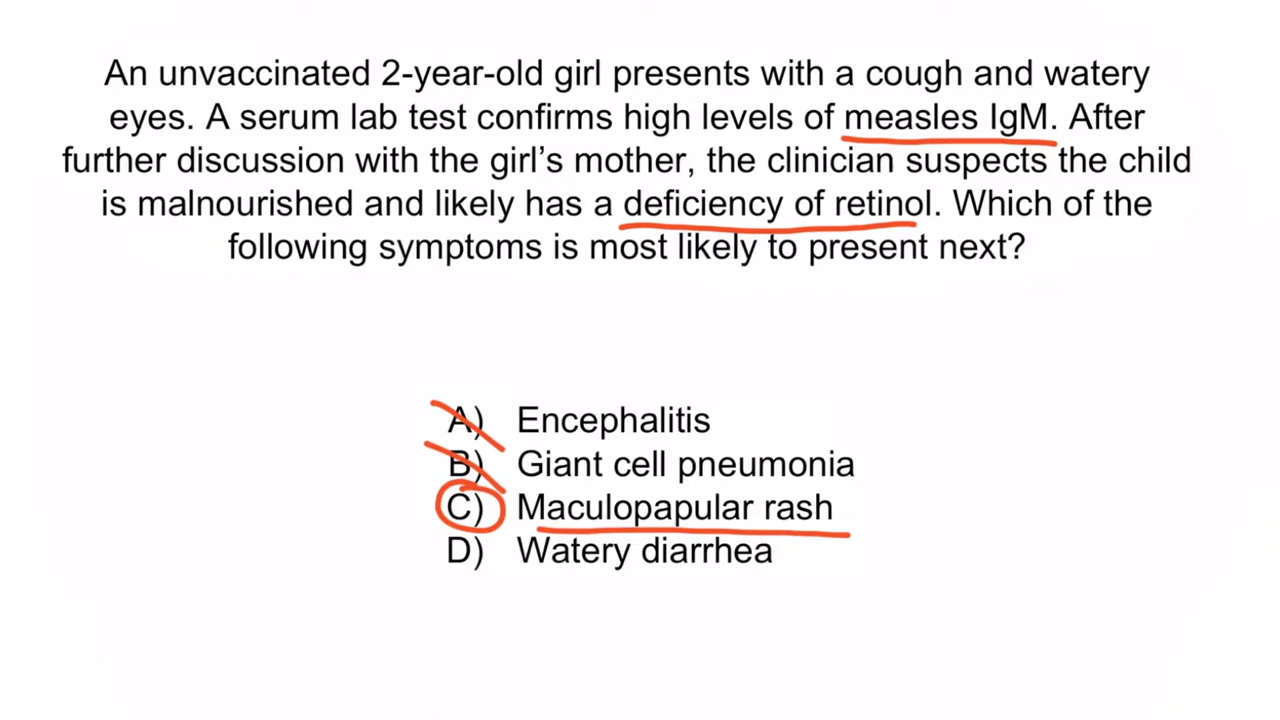 An unvaccinated 2-year-old girl presents with a cough and watery
eyes. A serum lab test confirms high levels of measles IgM. After
further discussion with the girl's mother, the clinician suspects the child
is malnourished and likely has a deficiency of retinol. Which of the
following symptoms is most likely to present next?
A) Encephalitis
B) Giant cell pneumonia
C) Maculopapular rash
D) Watery diarrhea